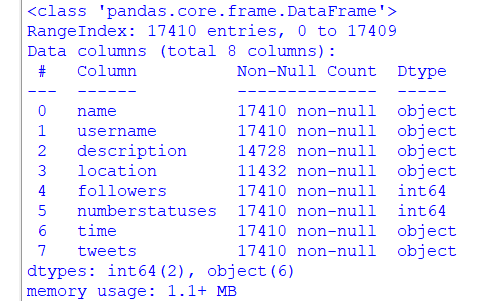 <class 'pandas.core.frame.DataFrame'>
RangeIndex: 17410 entries, 0 to 17409
Data columns (total 8 columns):
 #   Column          Non-Null Count  Dtype
---  ------          --------------  -----
 0   name            17410 non-null  object
 1   username        17410 non-null  object
 2   description     14728 non-null  object
 3   location        11432 non-null  object
 4   followers       17410 non-null  int64
 5   numberstatuses  17410 non-null  int64
 6   time            17410 non-null  object
 7   tweets          17410 non-null  object
dtypes: int64(2), object(6)
memory usage: 1.1+ MB